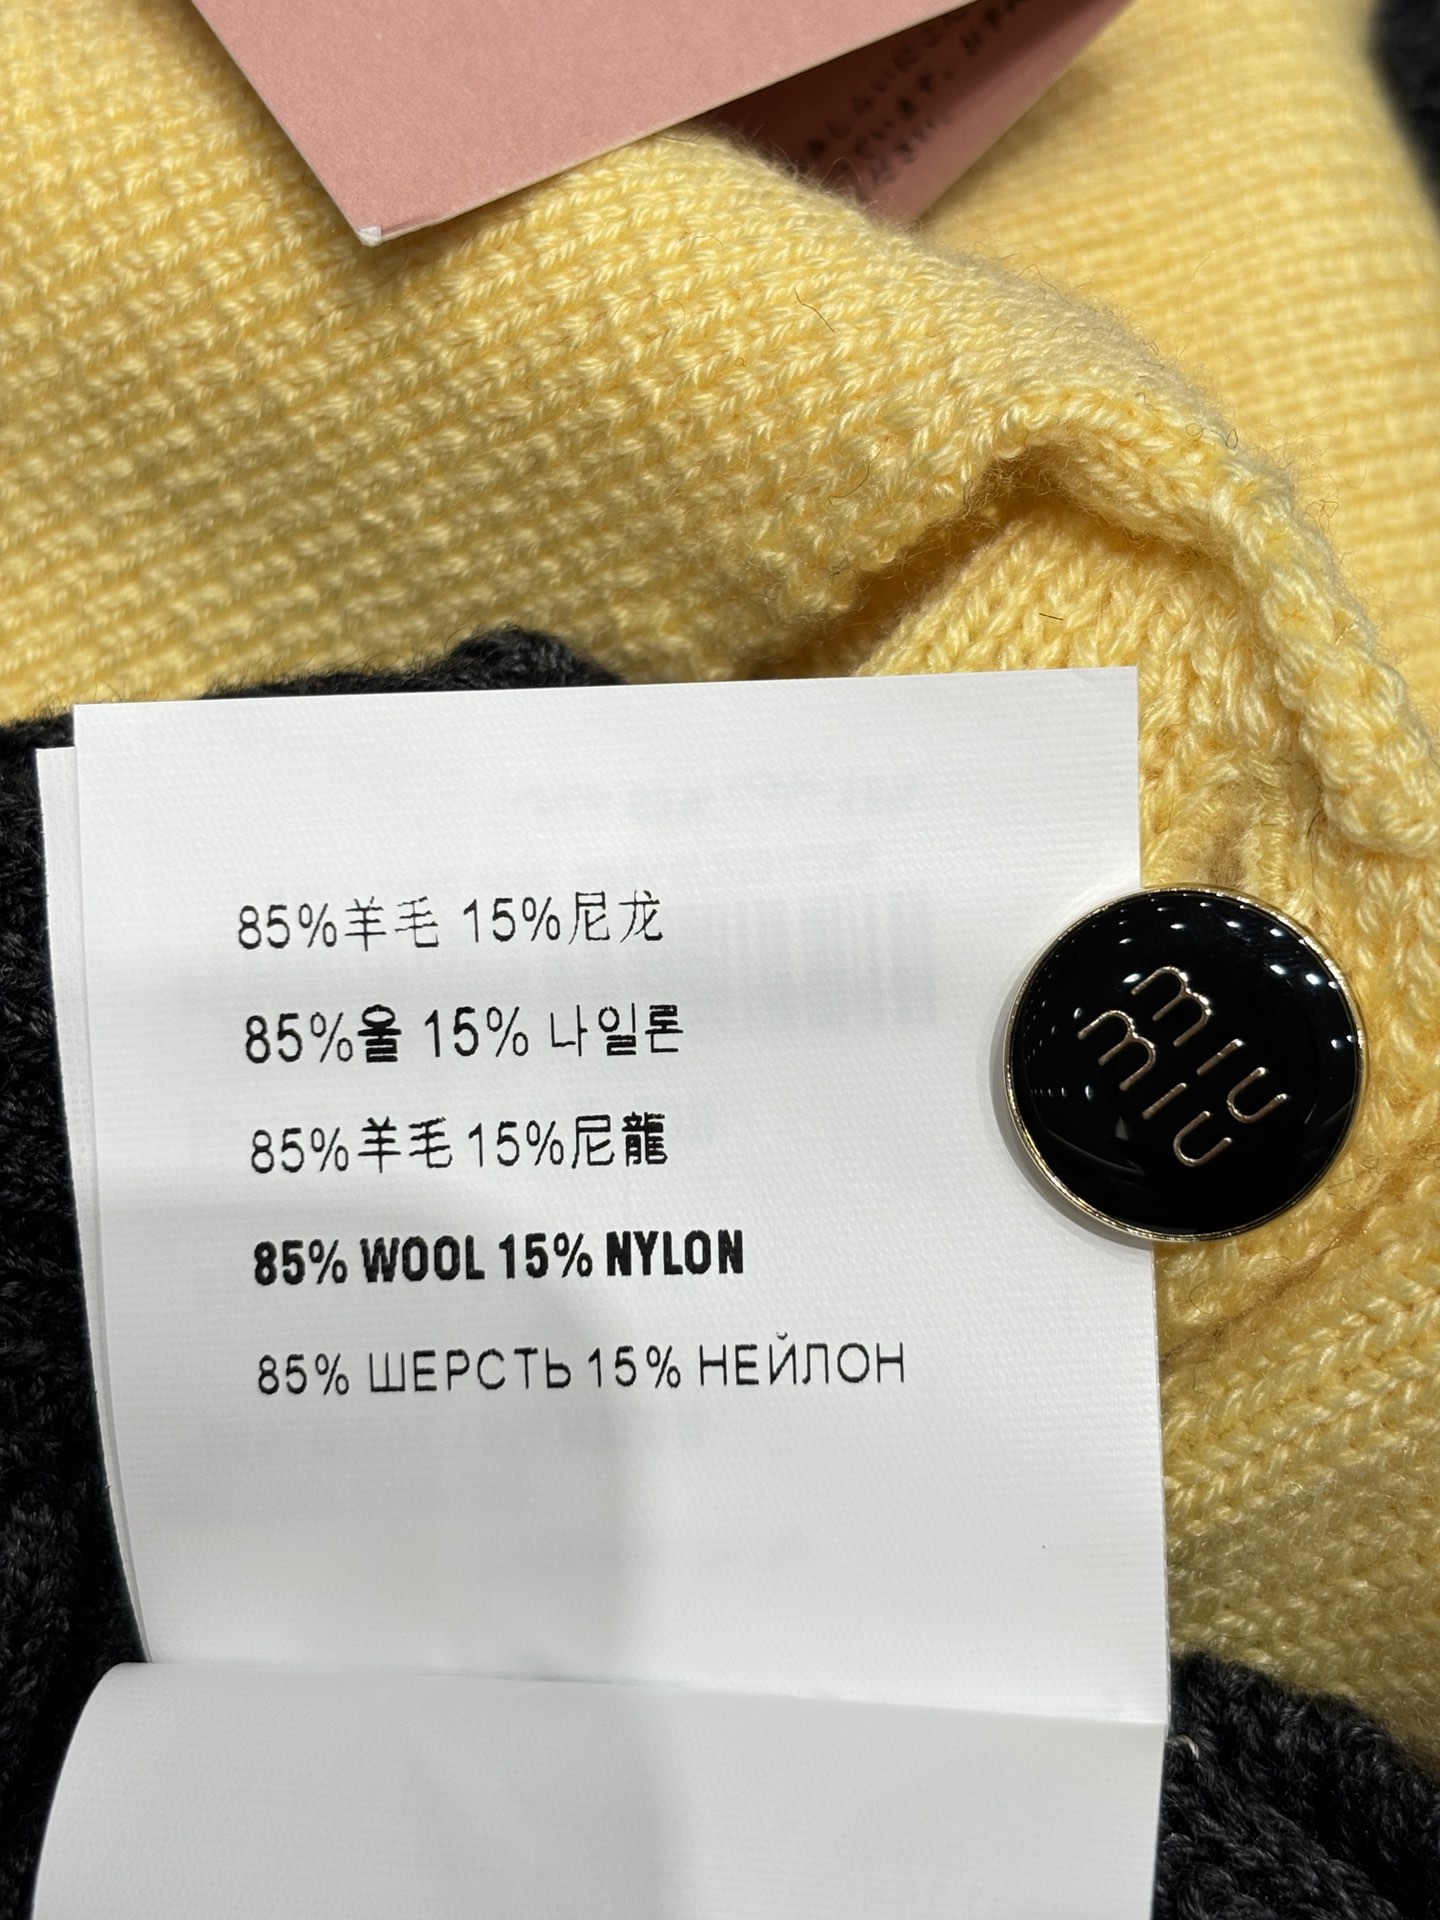 85%羊毛 15%尼龙
85%울 15% 나일론
85%羊毛 15%尼龍
85% WOOL 15% NYLON
85% ШЕРСТЬ 15% НЕЙЛОН
miu
miu